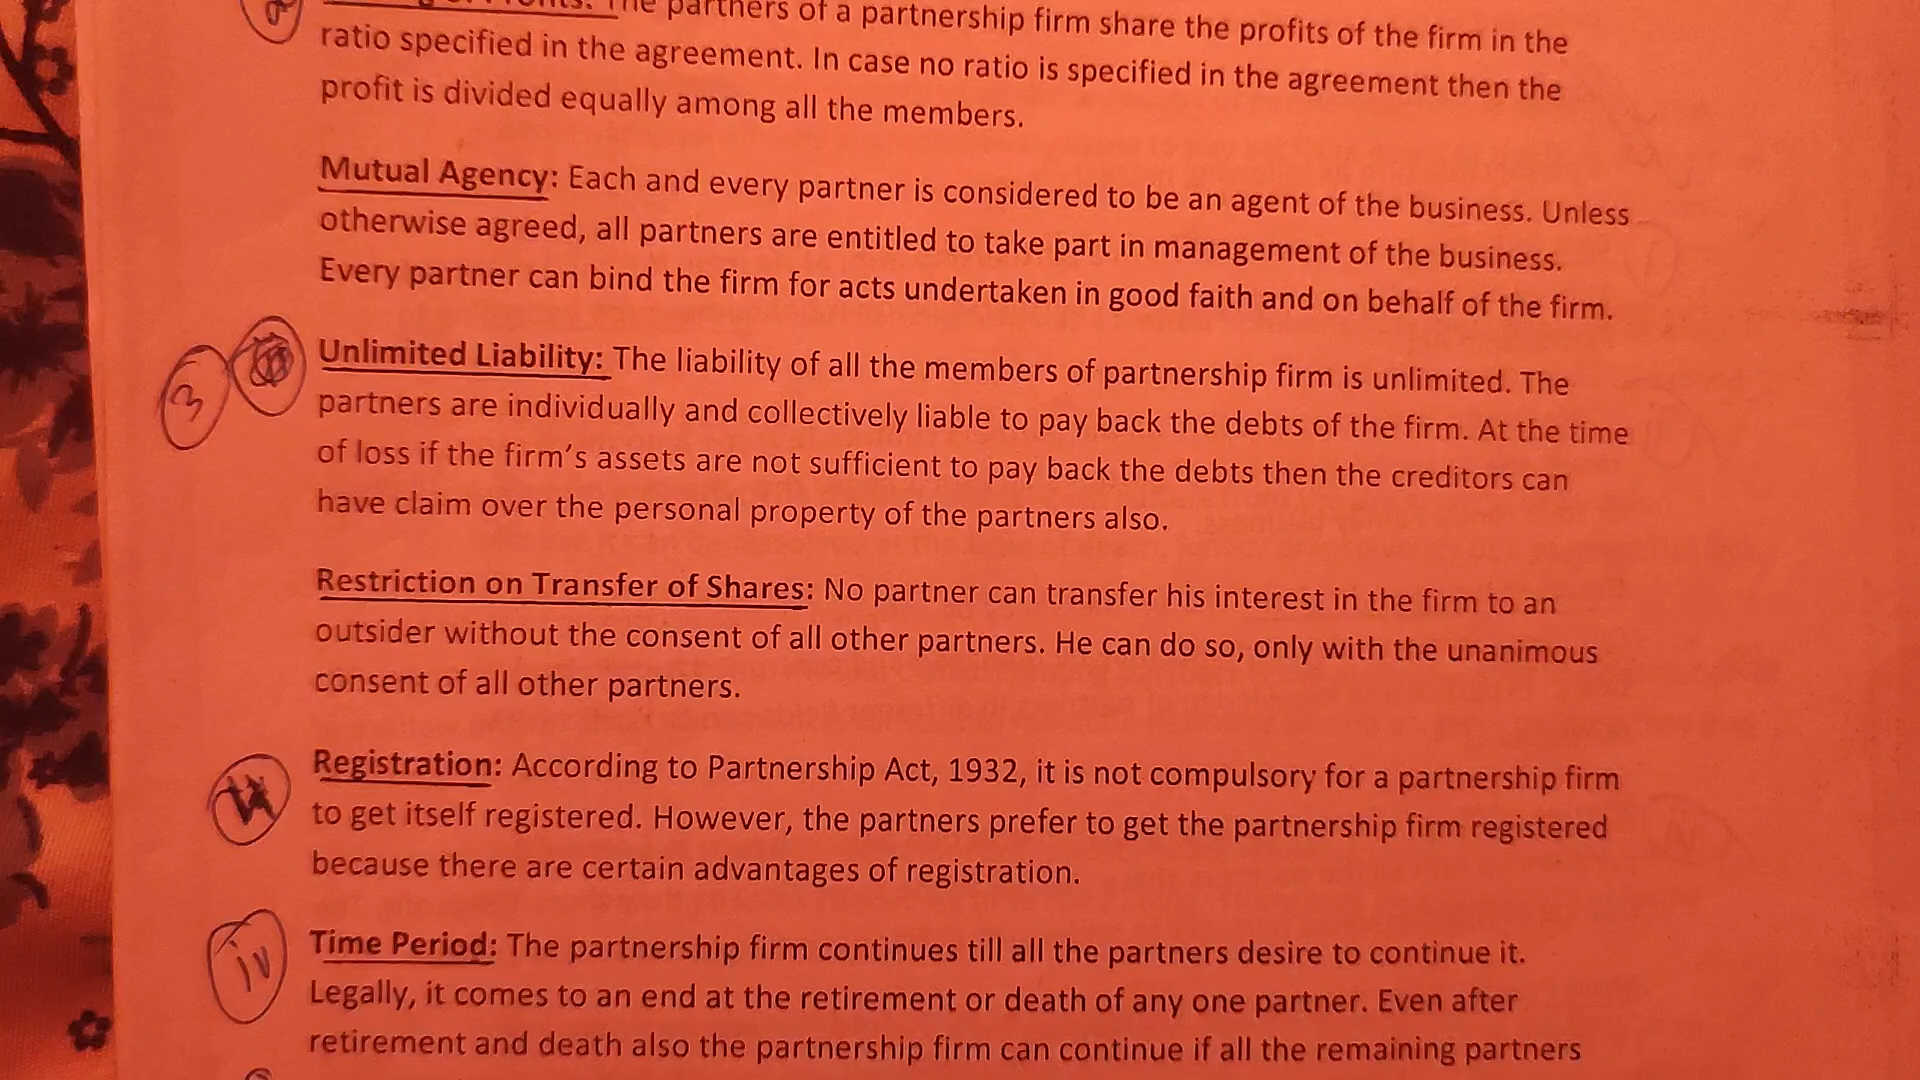 The partners of a partnership firm share the profits of the firm in the
ratio specified in the agreement. In case no ratio is specified in the agreement then the
profit is divided equally among all the members.
Mutual Agency: Each and every partner is considered to be an agent of the business. Unless
otherwise agreed, all partners are entitled to take part in management of the business.
Every partner can bind the firm for acts undertaken in good faith and on behalf of the firm.
3 Unlimited Liability: The liability of all the members of partnership firm is unlimited. The
partners are individually and collectively liable to pay back the debts of the firm. At the time
of loss if the firm's assets are not sufficient to pay back the debts then the creditors can
have claim over the personal property of the partners also.
Restriction on Transfer of Shares: No partner can transfer his interest in the firm to an
outsider without the consent of all other partners. He can do so, only with the unanimous
consent of all other partners.
Registration: According to Partnership Act, 1932, it is not compulsory for a partnership firm
to get itself registered. However, the partners prefer to get the partnership firm registered
because there are certain advantages of registration.
iv Time Period: The partnership firm continues till all the partners desire to continue it.
Legally, it comes to an end at the retirement or death of any one partner. Even after
retirement and death also the partnership firm can continue if all the remaining partners